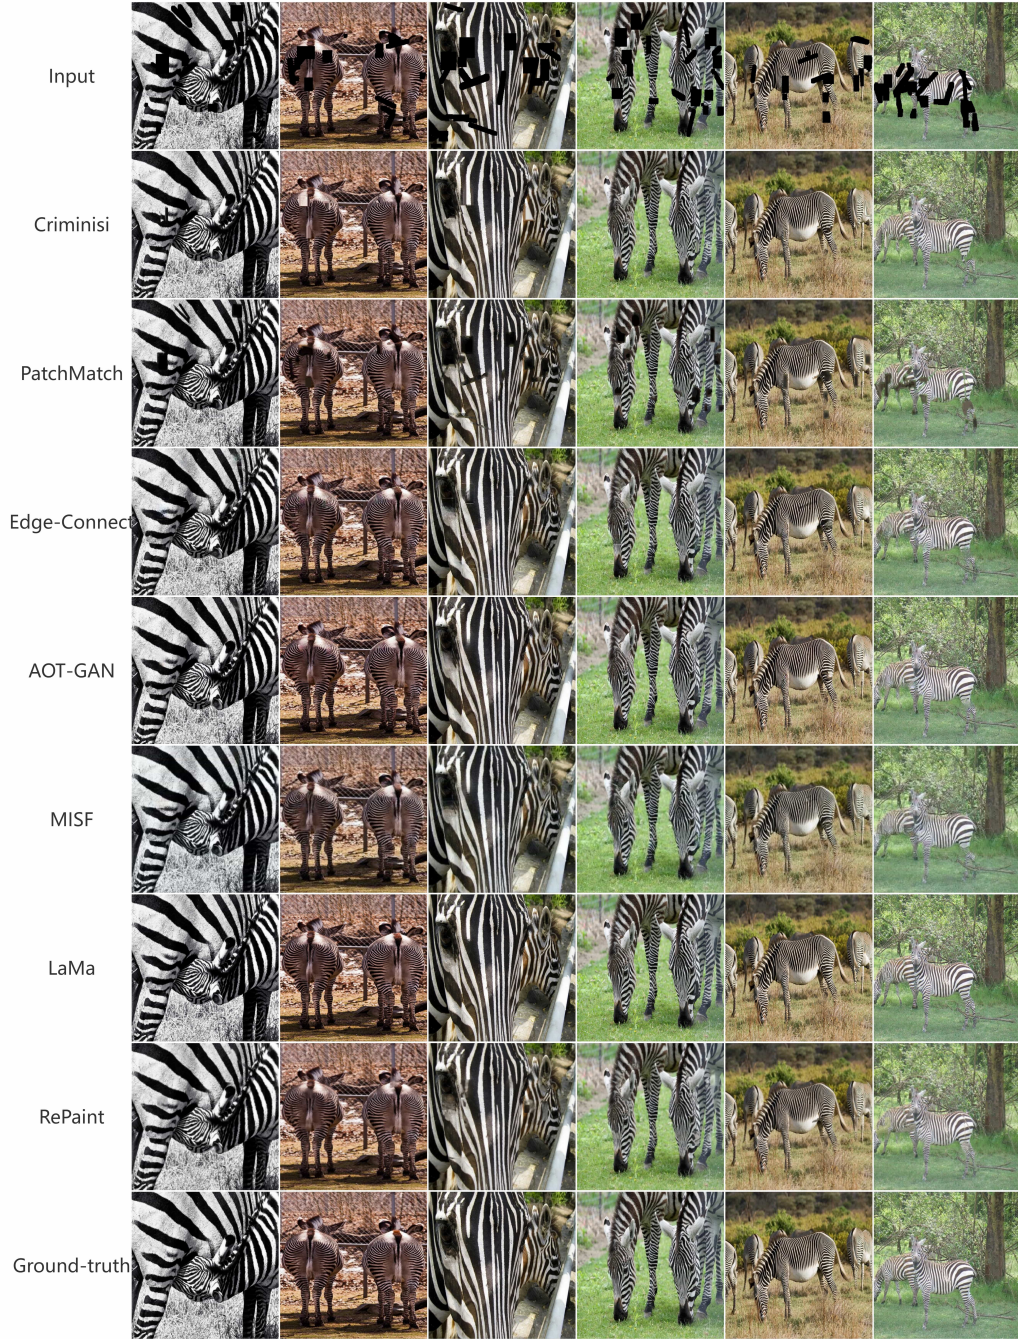 Input
Criminisi
PatchMatch
Edge-Connect
AOT-GAN
MISF
LaMa
RePaint
Ground-truth